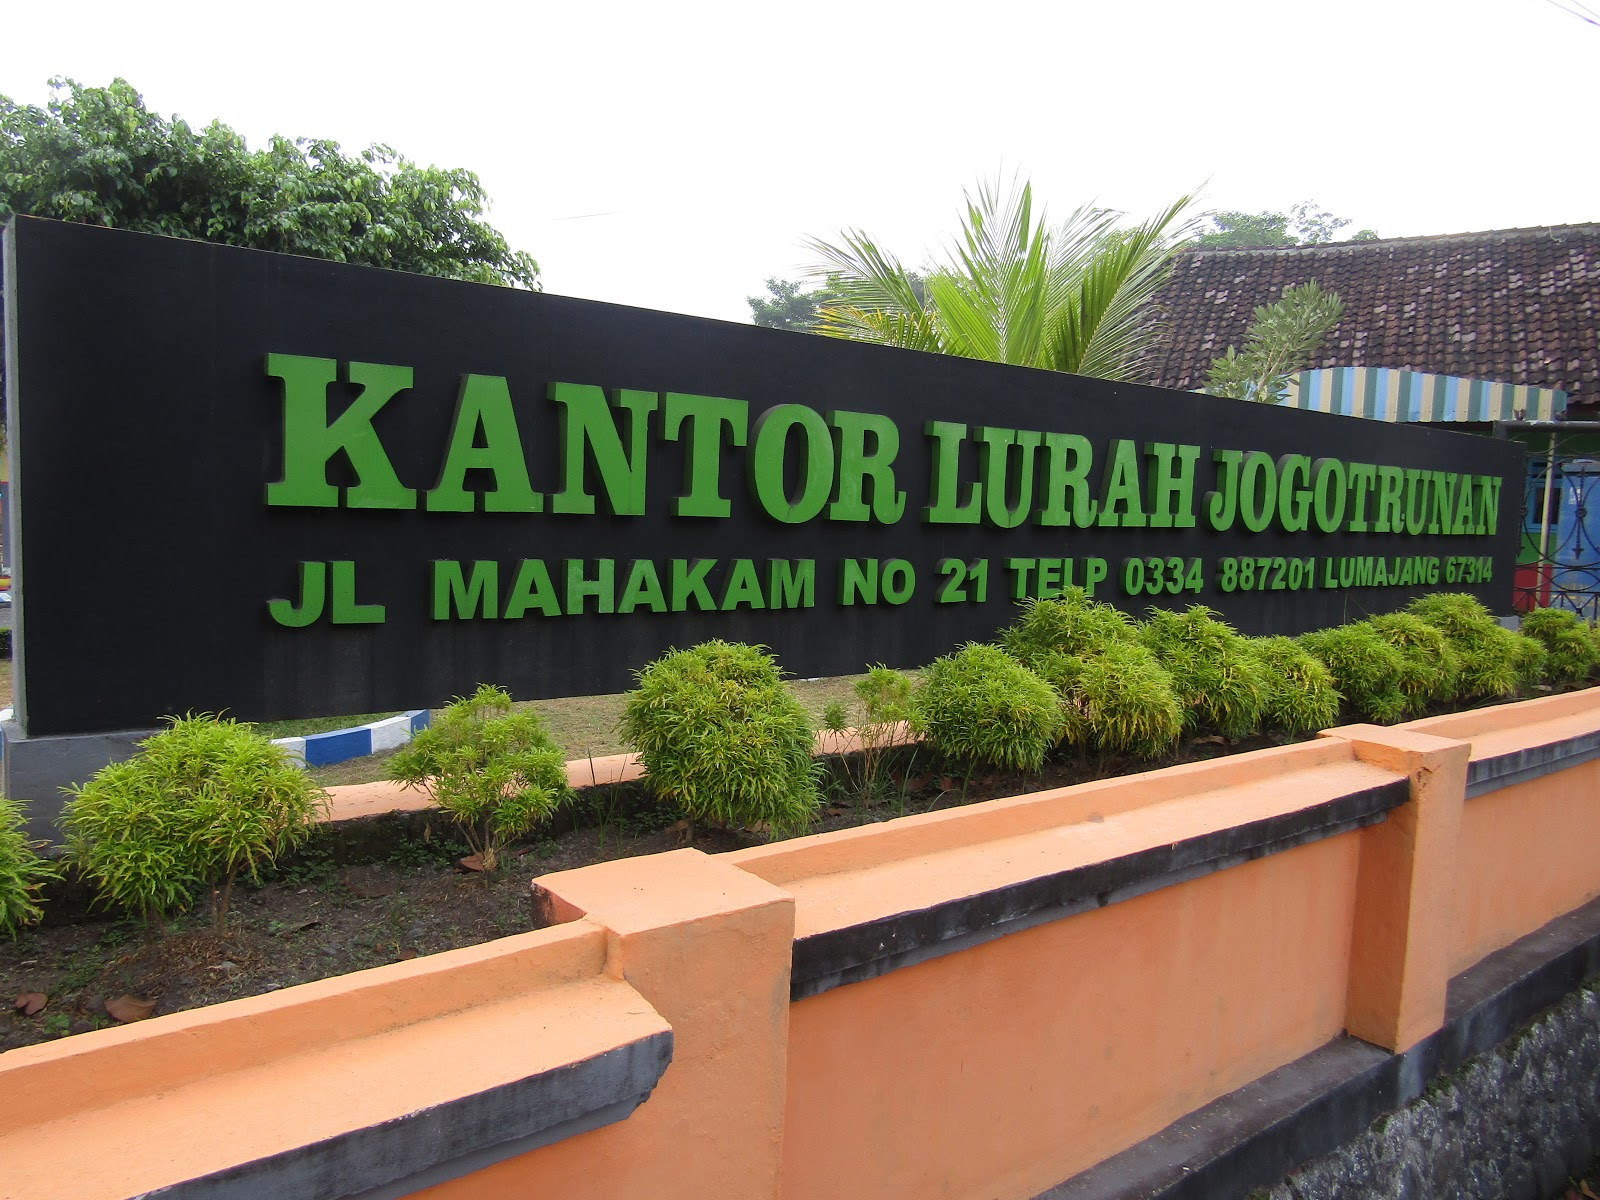 KANTOR LURAH JOGOTRUNAN
JL MAHAKAM NO 21 TELP 0334 887201 LUMAJANG 67314